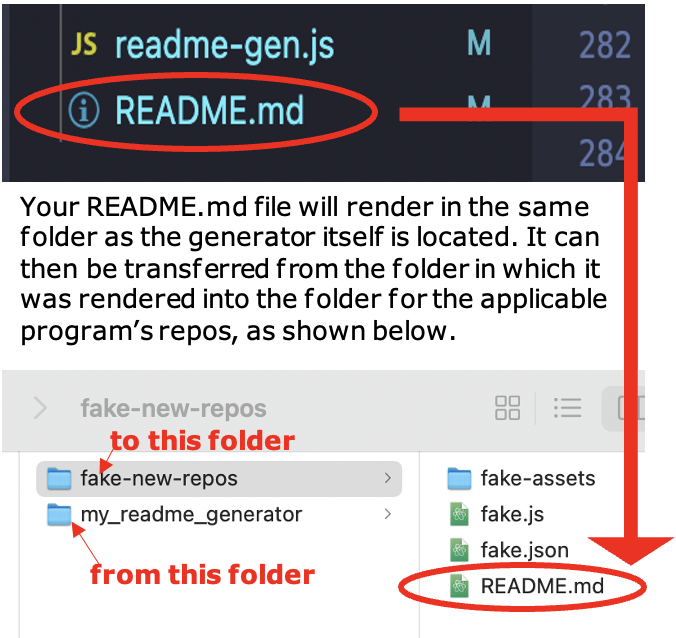 JS readme-gen.js M 282
README.md M 283
284
Your README.md file will render in the same
folder as the generator itself is located. It can
then be transferred from the folder in which it
was rendered into the folder for the applicable
program’s repos, as shown below.
fake-new-repos
to this folder
fake-new-repos
my_readme_generator
from this folder
fake-assets
fake.js
fake.json
README.md